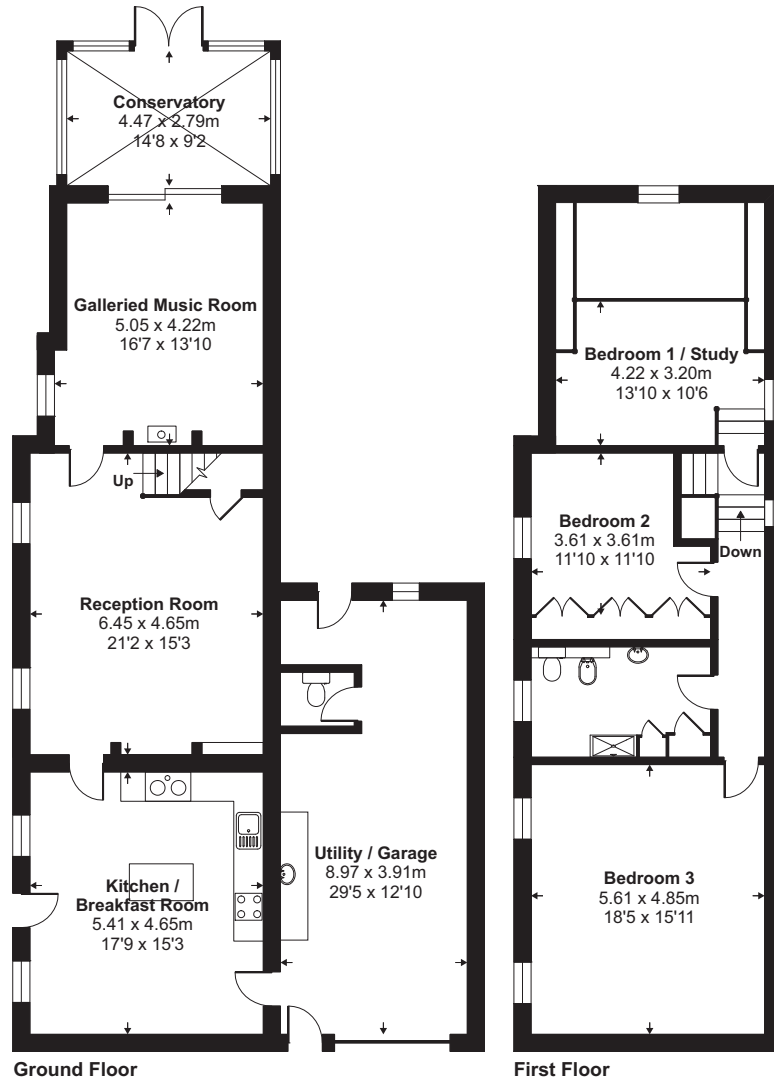 Conservatory
4.47 x 2.79m
14'8 x 9'2
Galleried Music Room
5.05 x 4.22m
16'7 x 13'10
Up
Reception Room
6.45 x 4.65m
21'2 x 15'3
Kitchen /
Breakfast Room
5.41 x 4.65m
17'9 x 15'3
Utility / Garage
8.97 x 3.91m
29'5 x 12'10
Ground Floor
Bedroom 1 / Study
4.22 x 3.20m
13'10 x 10'6
Bedroom 2
3.61 x 3.61m
11'10 x 11'10
Down
Bedroom 3
5.61 x 4.85m
18'5 x 15'11
First Floor